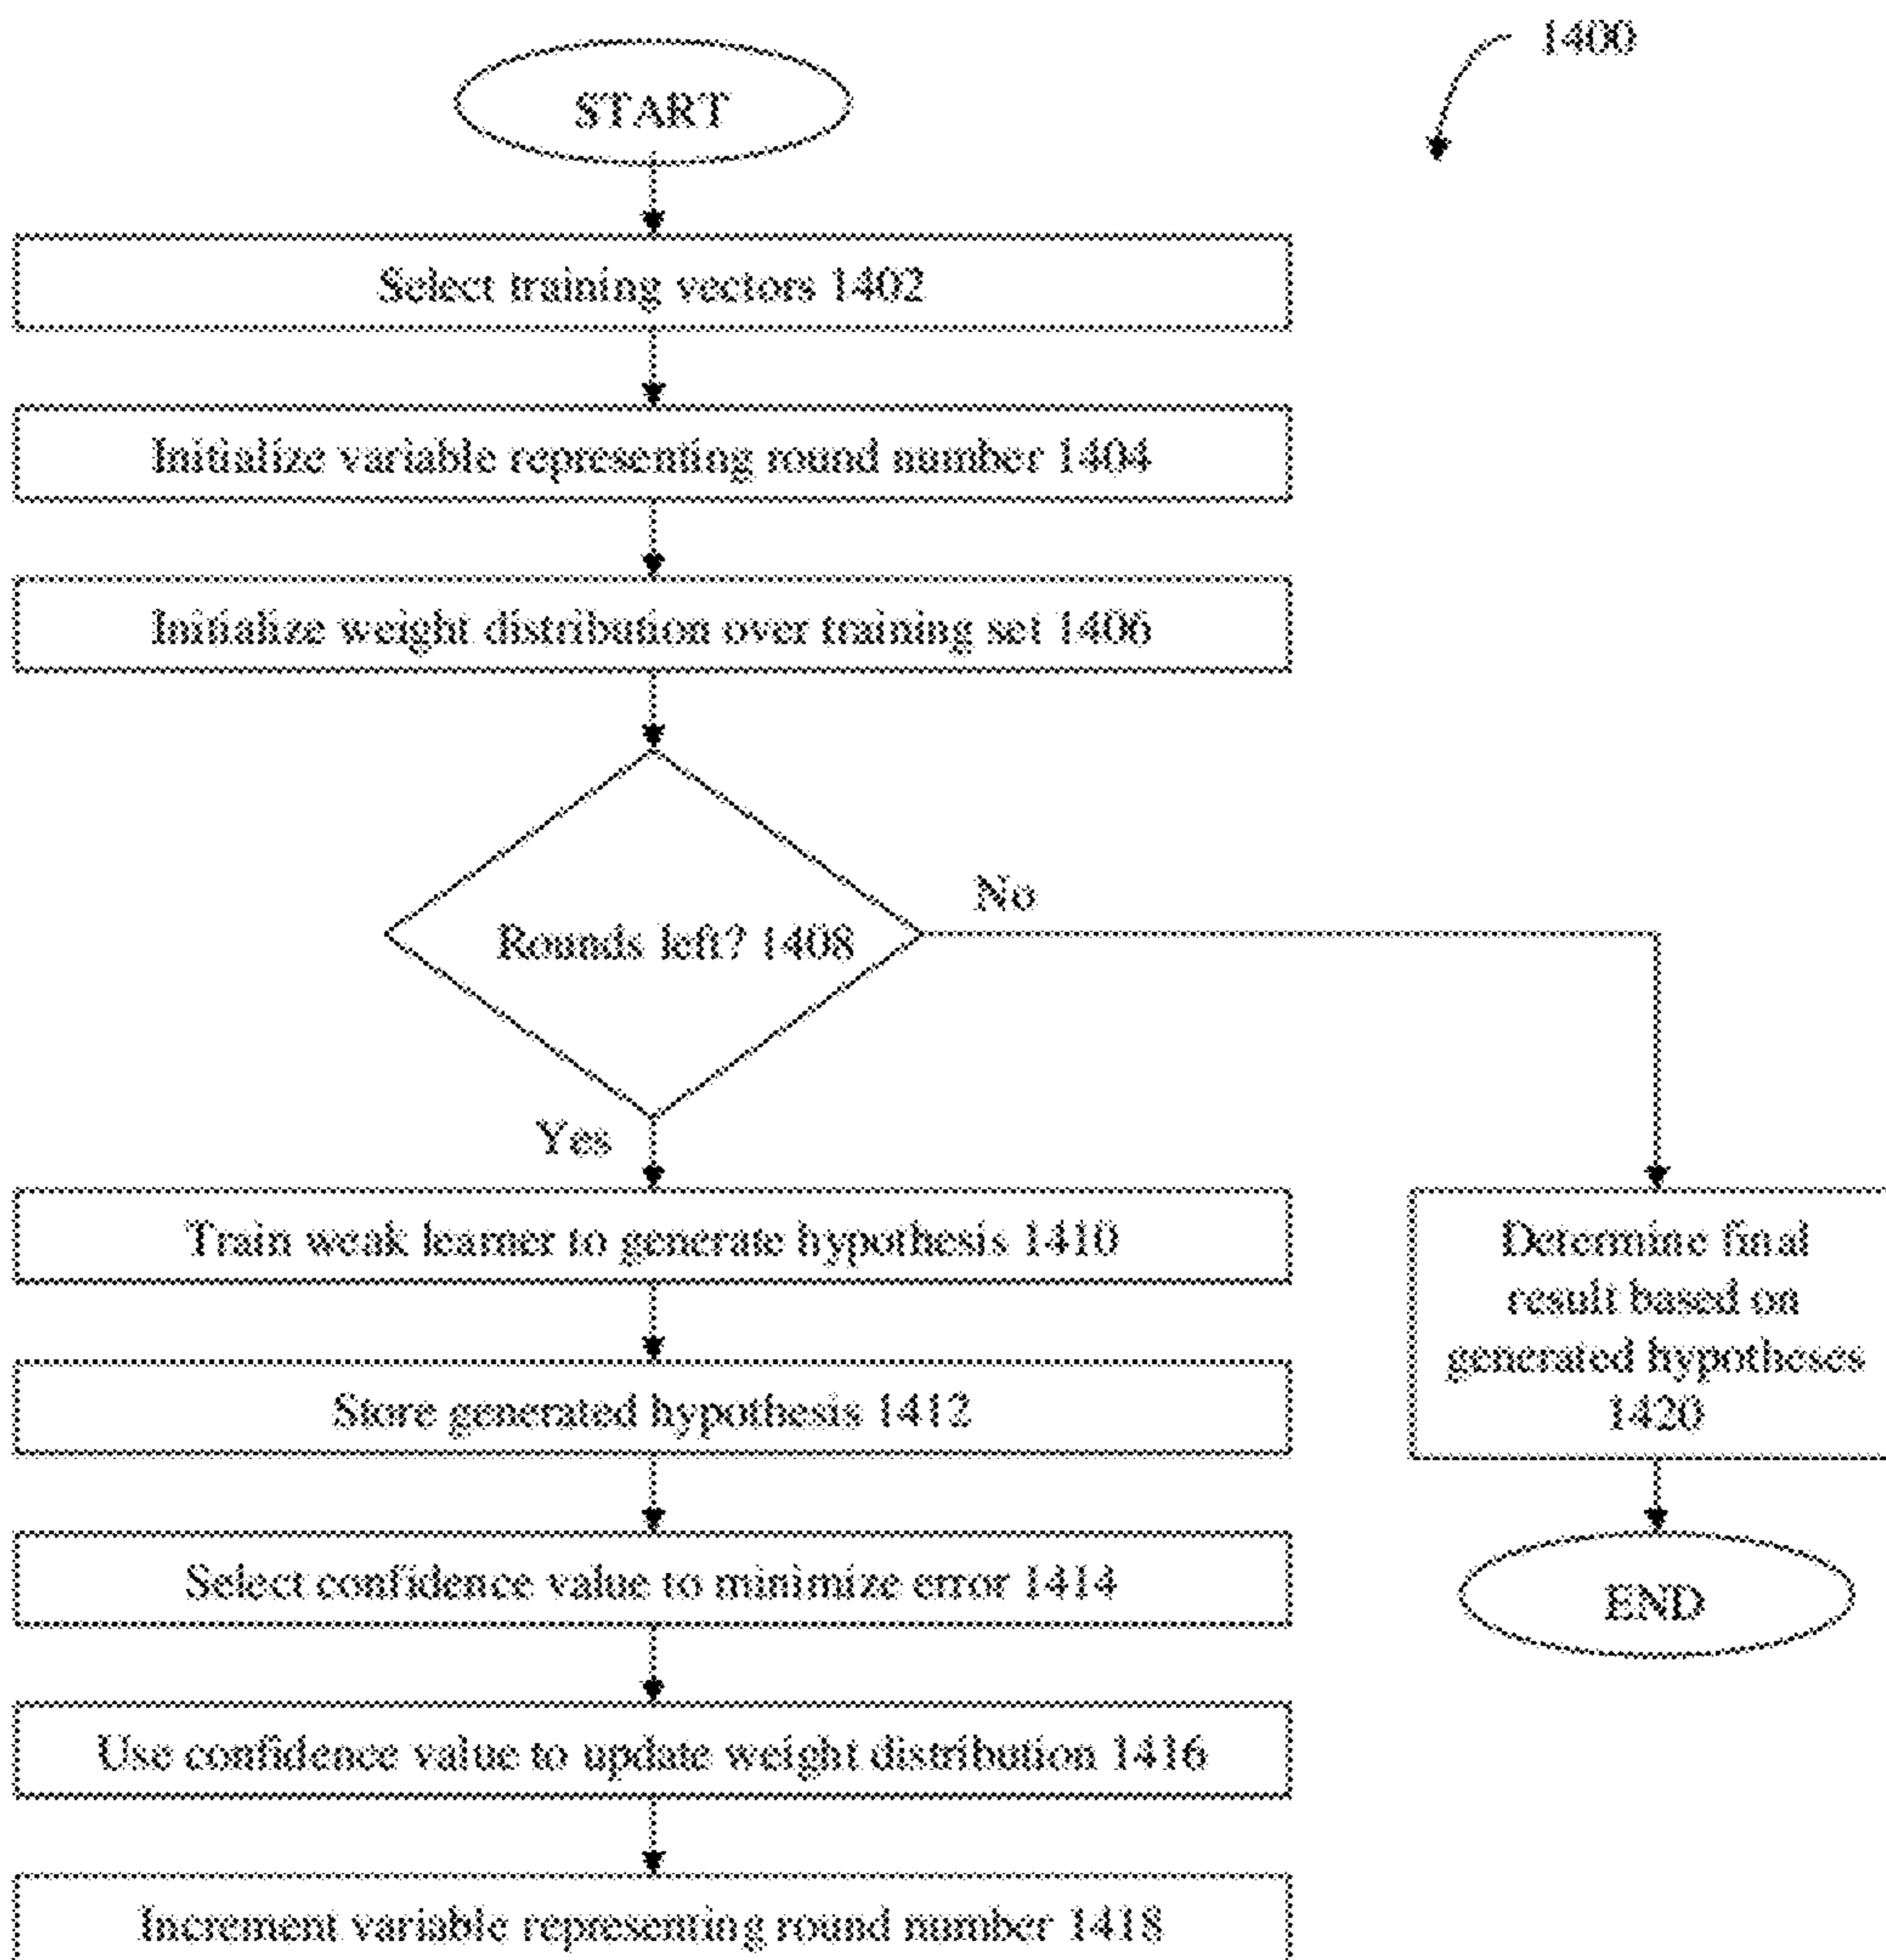 1400
START
Select training vectors 1402
Initialize variable representing round number 1404
Initialize weight distribution over training set 1406
Rounds left? 1408
No
Yes
Train weak learner to generate hypothesis 1410
Store generated hypothesis 1412
Select confidence value to minimize error 1414
Use confidence value to update weight distribution 1416
Increment variable representing round number 1418
Determine final
result based on
generated hypotheses
1420
END